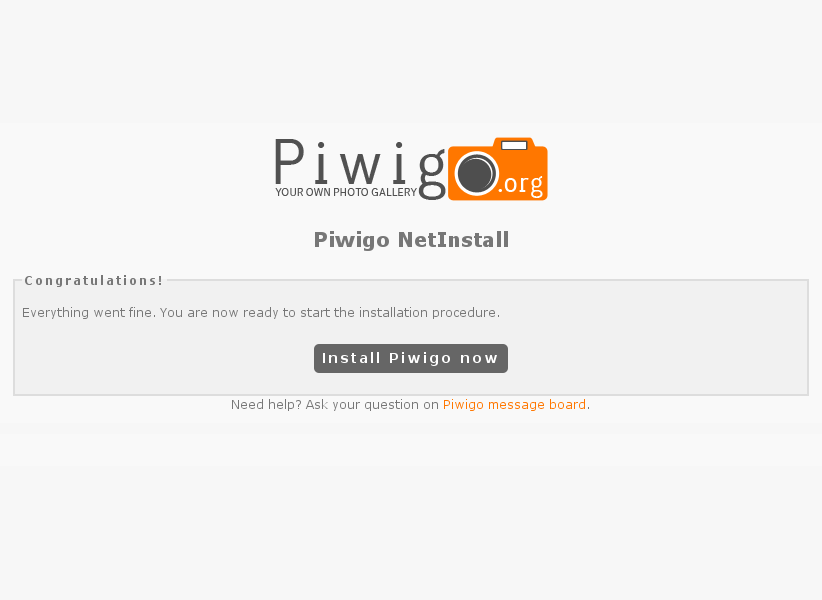 Piwig
.org
YOUR OWN PHOTO GALLERY
Piwigo NetInstall
Congratulations!
Everything went fine. You are now ready to start the installation procedure.
Install Piwigo now
Need help? Ask your question on Piwigo message board.